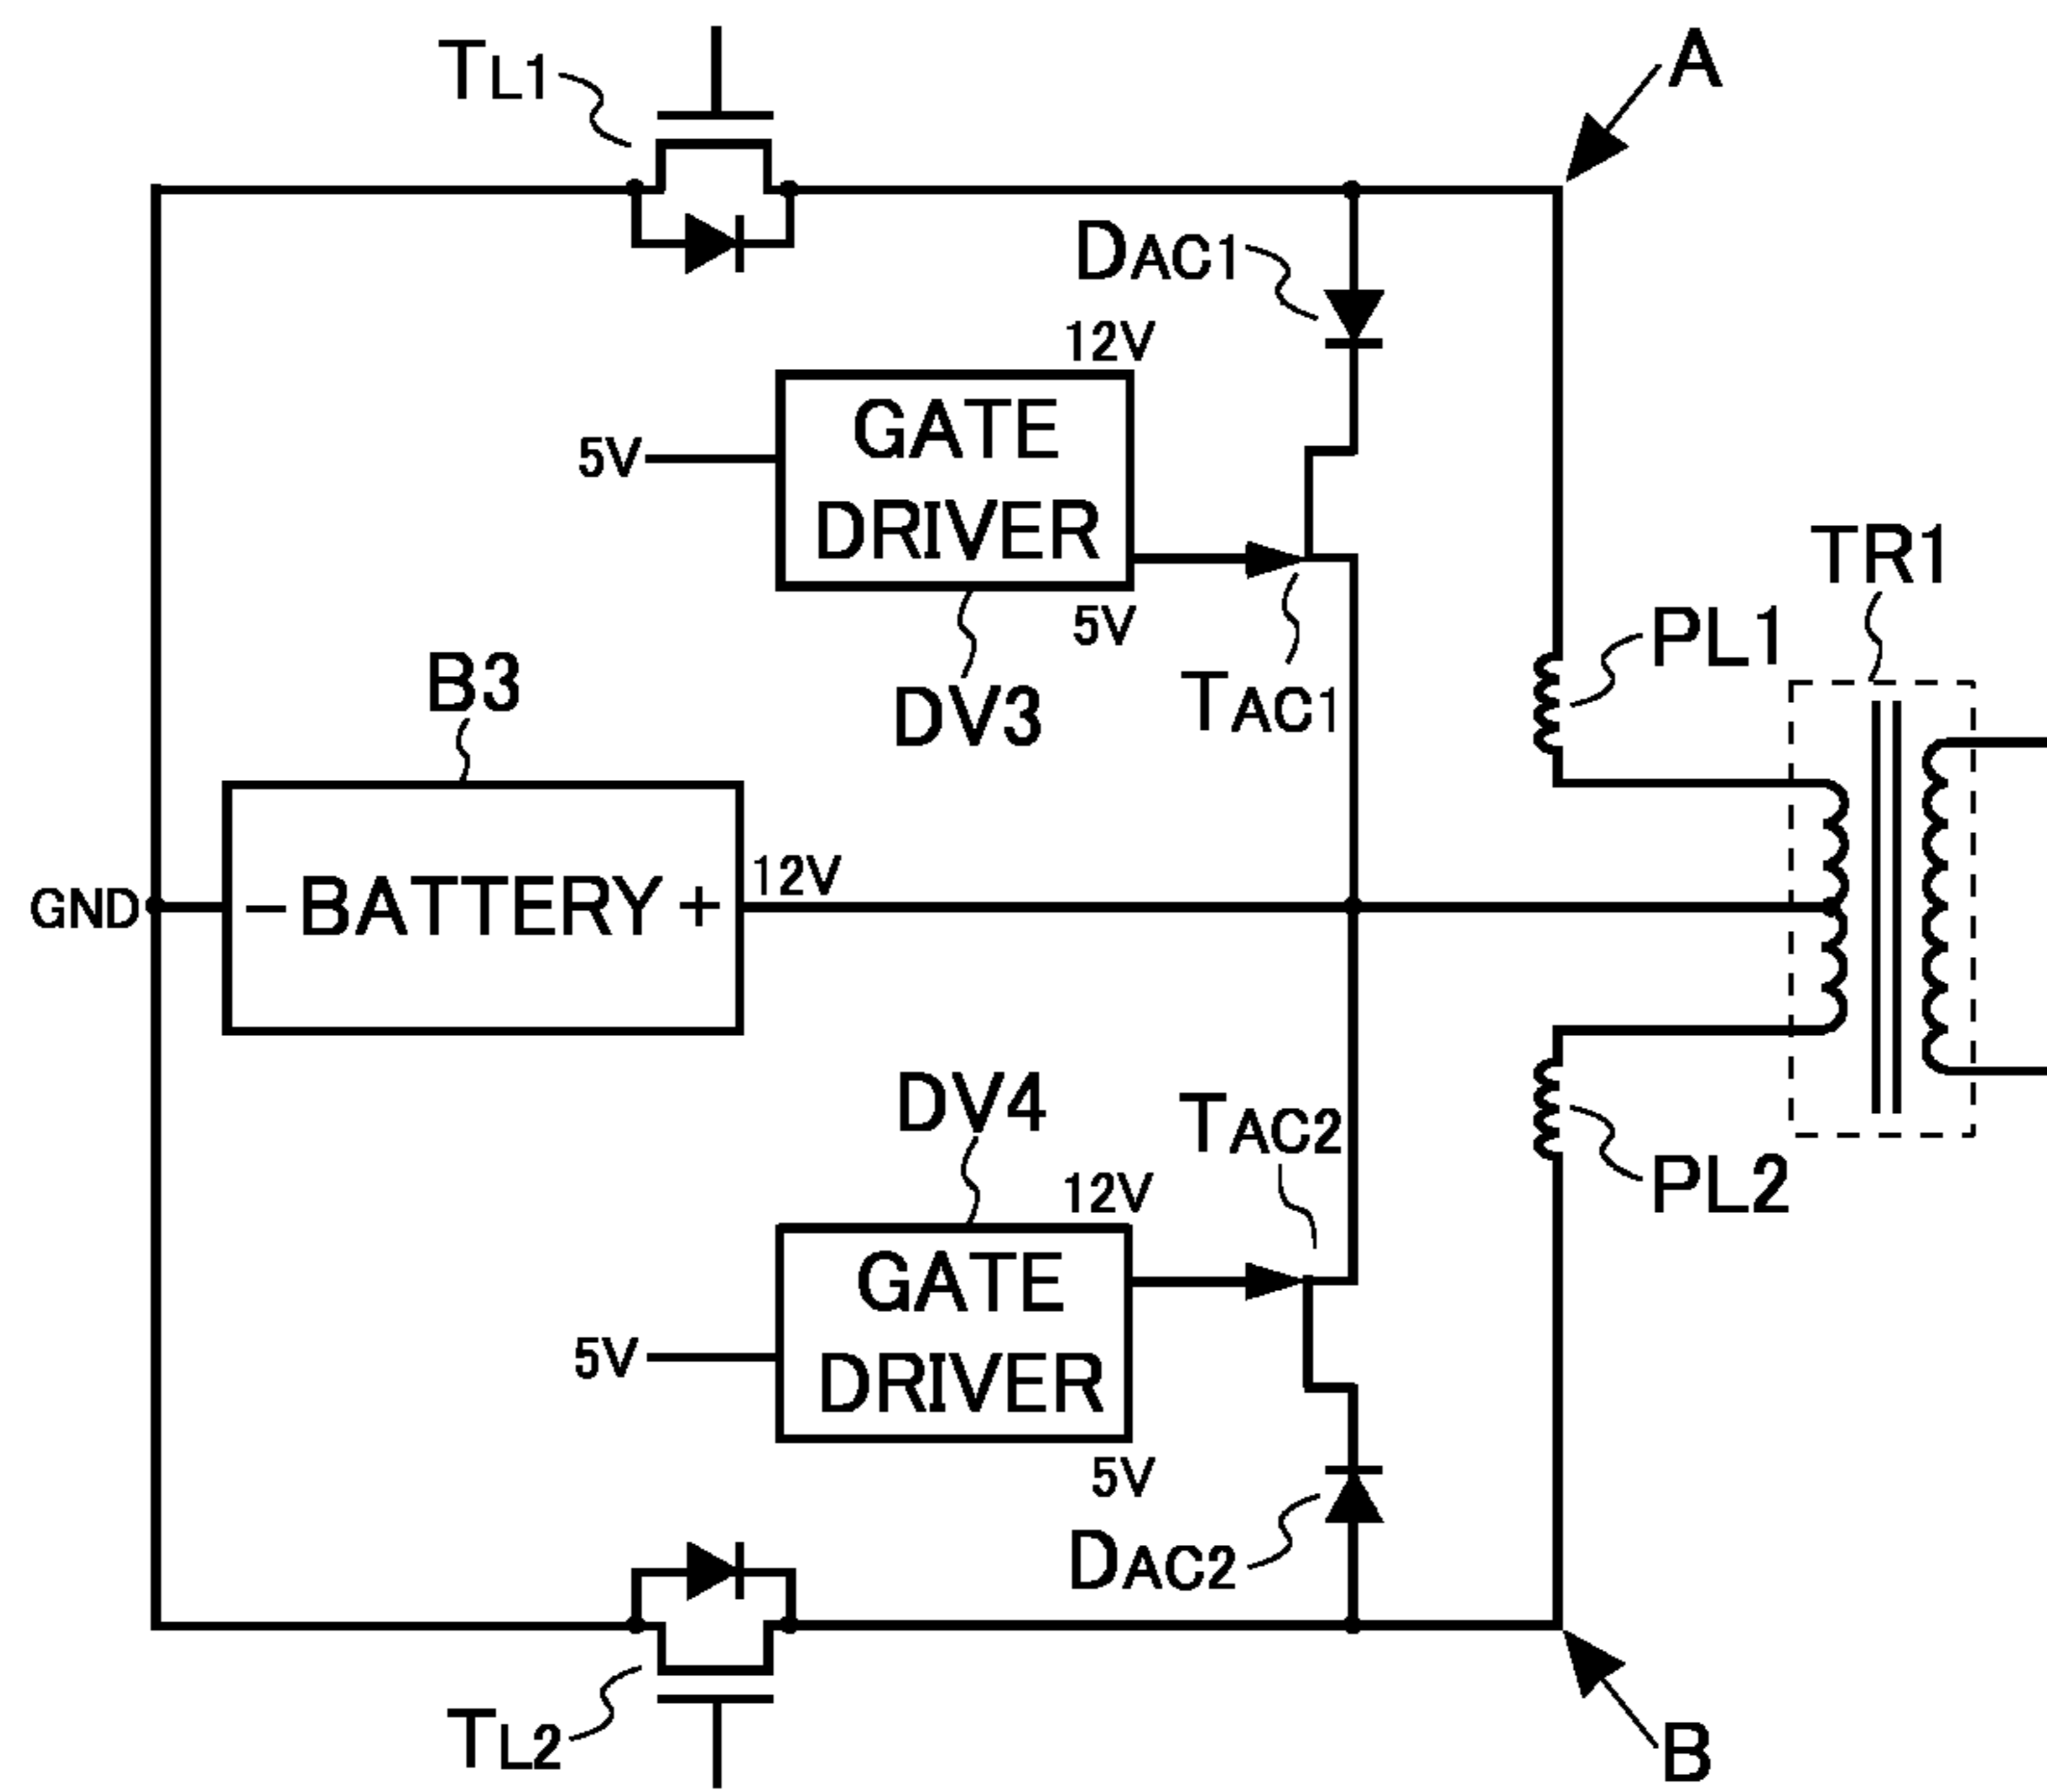 TL1
A
DAC1
12V
GATE
DRIVER
5V
5V
DV3
TAC1
TR1
PL1
B3
GND
- BATTERY +
12V
DV4
TAC2
PL2
12V
GATE
DRIVER
5V
5V
DAC2
TL2
B